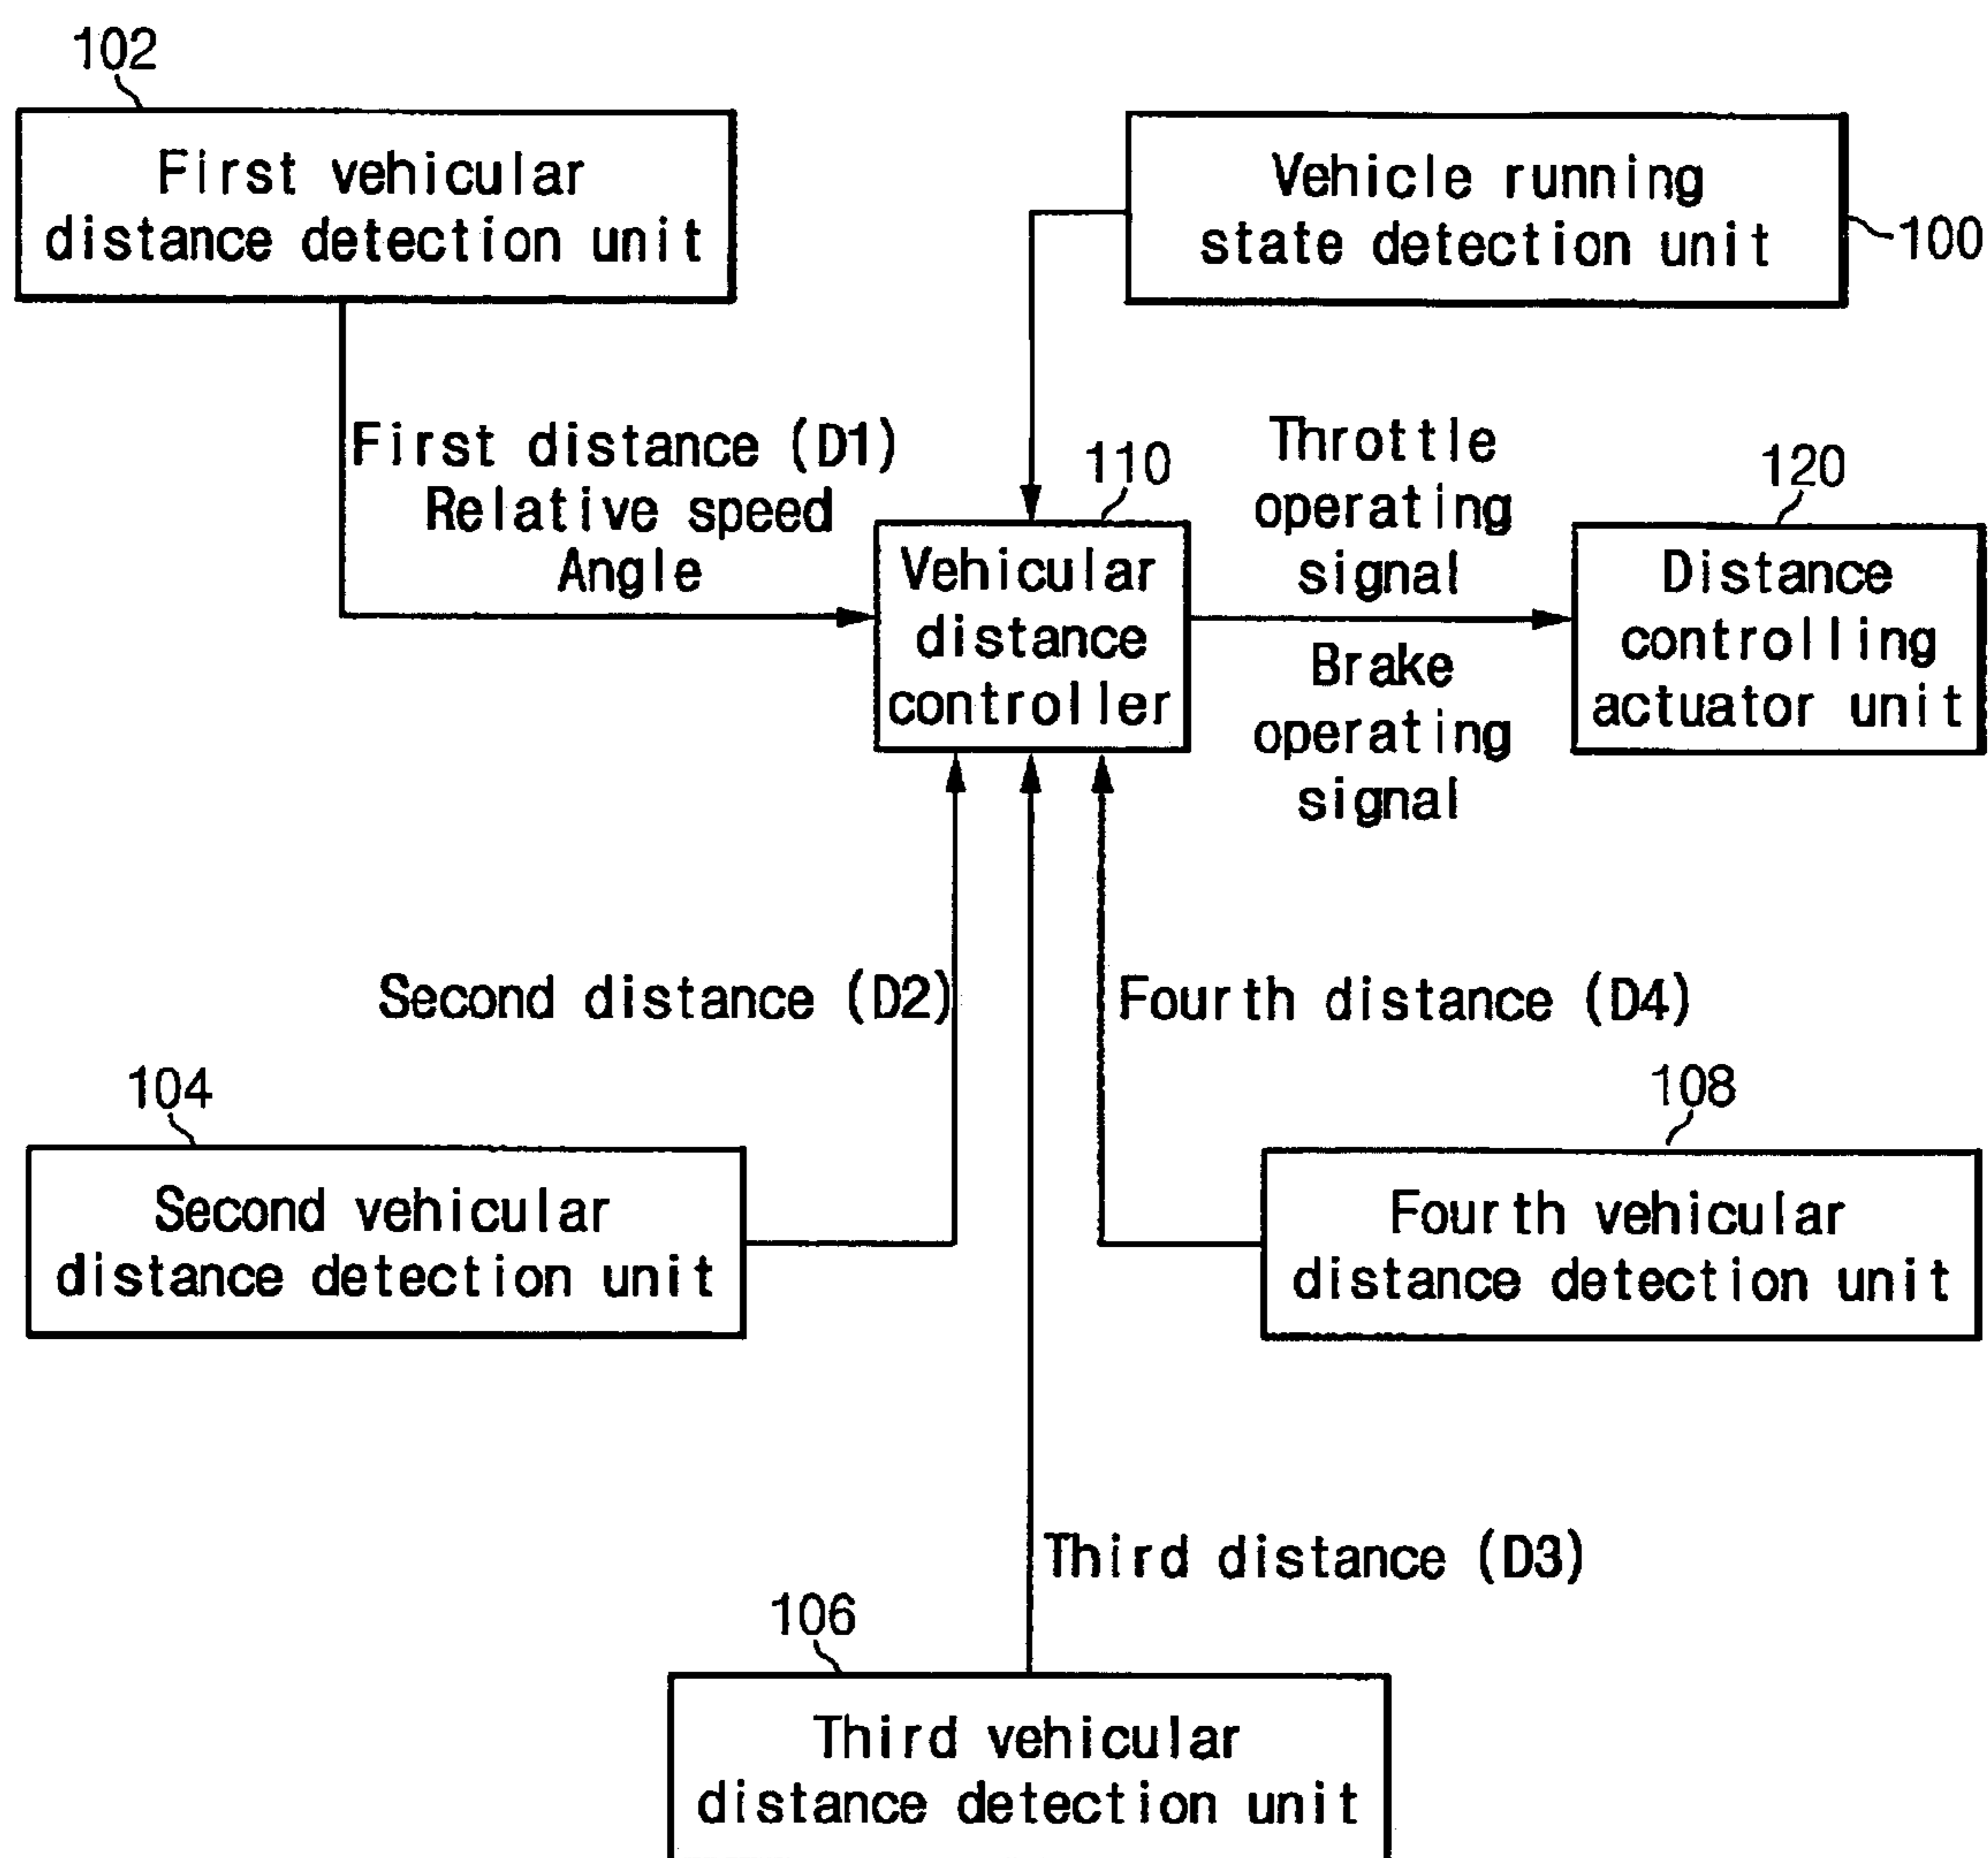 102
First vehicular
distance detection unit
Vehicle running
state detection unit
100
First distance (D1)
Relative speed
Angle
110
Vehicular
distance
controller
Throttle
operating
signal
Brake
operating
signal
120
Distance
controlling
actuator unit
Second distance (D2)
Fourth distance (D4)
104
Second vehicular
distance detection unit
108
Fourth vehicular
distance detection unit
Third distance (D3)
106
Third vehicular
distance detection unit